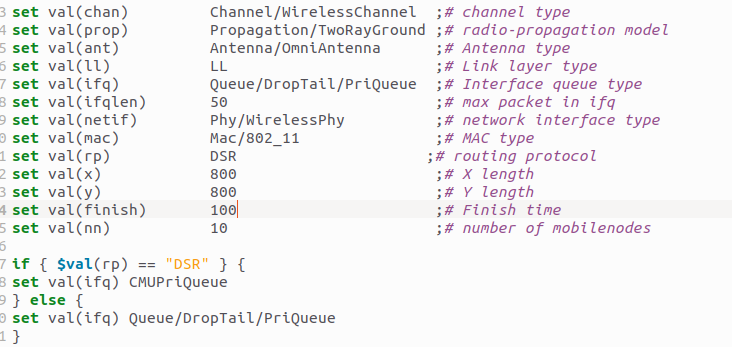 3 set val(chan) Channel/WirelessChannel ;# channel type
4 set val(prop) Propagation/TwoRayGround ;# radio-propagation model
5 set val(ant) Antenna/OmniAntenna ;# Antenna type
6 set val(ll) LL ;# Link layer type
7 set val(ifq) Queue/DropTail/PriQueue ;# Interface queue type
8 set val(ifqlen) 50 ;# max packet in ifq
9 set val(netif) Phy/WirelessPhy ;# network interface type
0 set val(mac) Mac/802_11 ;# MAC type
1 set val(rp) DSR ;# routing protocol
2 set val(x) 800 ;# X length
3 set val(y) 800 ;# Y length
4 set val(finish) 100 ;# Finish time
5 set val(nn) 10 ;# number of mobilenodes
6
7 if { $val(rp) == "DSR" } {
8 set val(ifq) CMUPriQueue
9 } else {
0 set val(ifq) Queue/DropTail/PriQueue
1 }